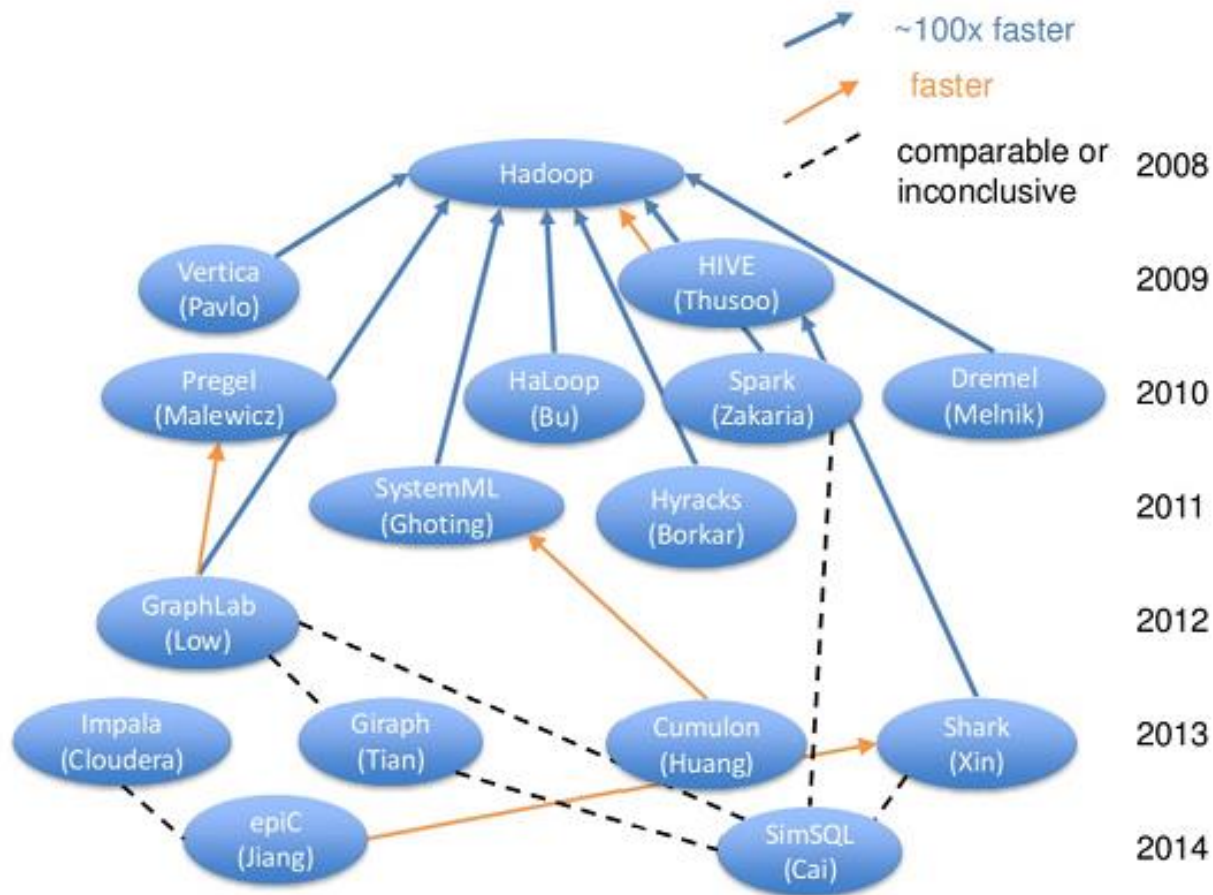 ~100x faster
faster
comparable or
inconclusive
2008
Hadoop
Vertica
(Pavlo)
HIVE
(Thusoo)
2009
Pregel
(Malewicz)
HaLoop
(Bu)
Spark
(Zakaria)
Dremel
(Melnik)
2010
SystemML
(Ghoting)
Hyracks
(Borkar)
2011
GraphLab
(Low)
2012
Impala
(Cloudera)
Giraph
(Tian)
Cumulon
(Huang)
Shark
(Xin)
2013
epiC
(Jiang)
SimSQL
(Cai)
2014